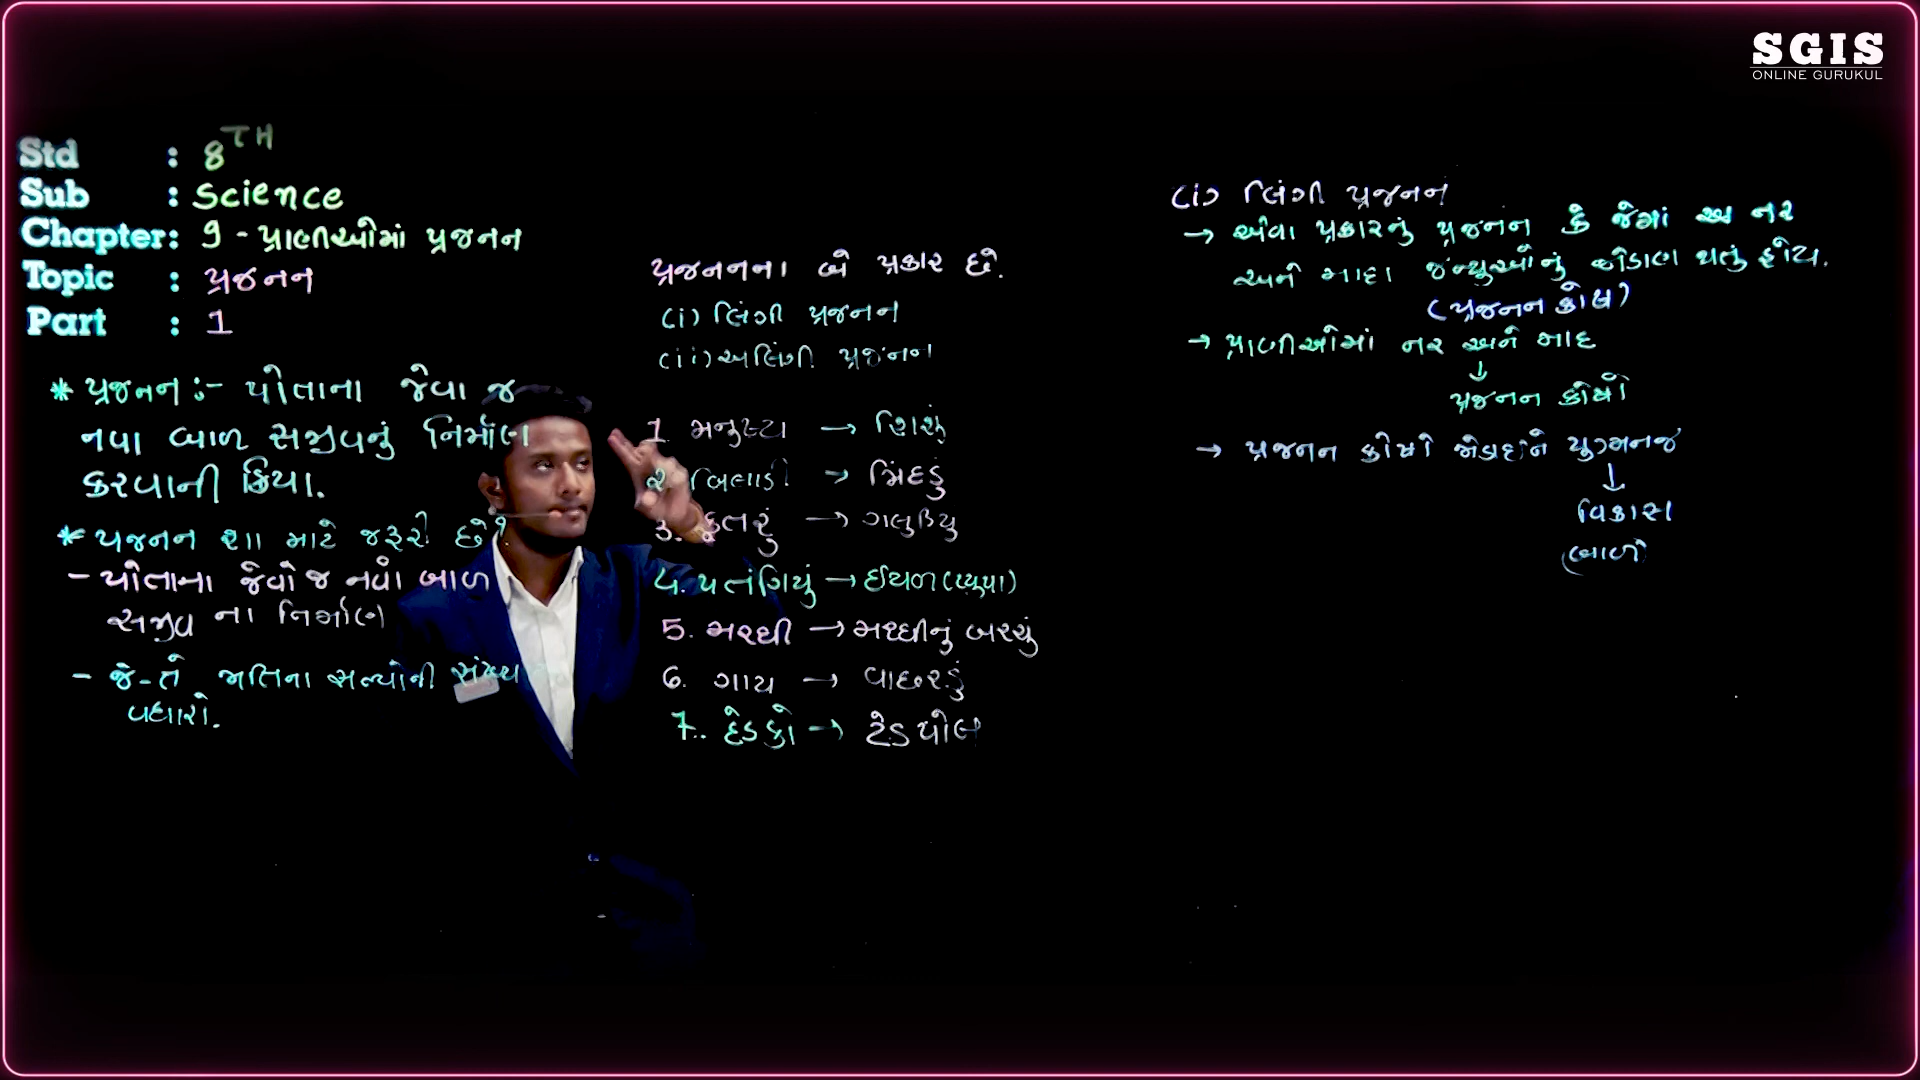 SGIS
ONLINE GURUKUL
Std : 8TH
Sub : Science
Chapter: 9 - પ્રાણીઓમાં પ્રજનન
Topic : પ્રજનન
Part : 1
* પ્રજનન :- પોતાના જેવા જ
નવા બાળ સજીવનું નિર્માણ
કરવાની ક્રિયા.
* પ્રજનન શા માટે જરૂરી છે?
- પોતાના જેવો જ નવાં બાળ
સજીવ ના નિર્માણ
- જે-તે જાતિના સભ્યોની સંખ્યા
વધારો.
પ્રજનનના બે પ્રકાર છે.
(i) લિંગી પ્રજનન
(ii) અલિંગી પ્રજનન
1. મનુષ્ય → શિશું
2. બિલાડી → મિંદડું
3. કુતરું → ગલુડિયુ
4. પતંગિયું → ઈયળ (પ્યુપા)
5. મરઘી → મરઘીનું બચ્ચું
6. ગાય → વાછરડું
7. દેડકો → ટેડપોલ
(i) લિંગી પ્રજનન
→ એવા પ્રકારનું પ્રજનન કે જેમાં નર
અને માદા જન્યુઓનું જોડાણ થતું હોય.
(પ્રજનન કોષ)
→ પ્રાણીઓમાં નર અને માદ
↓
પ્રજનન કોષો
→ પ્રજનન કોષો જોડાઈને યુગ્મનજ
↓
વિકાસ
બાળ